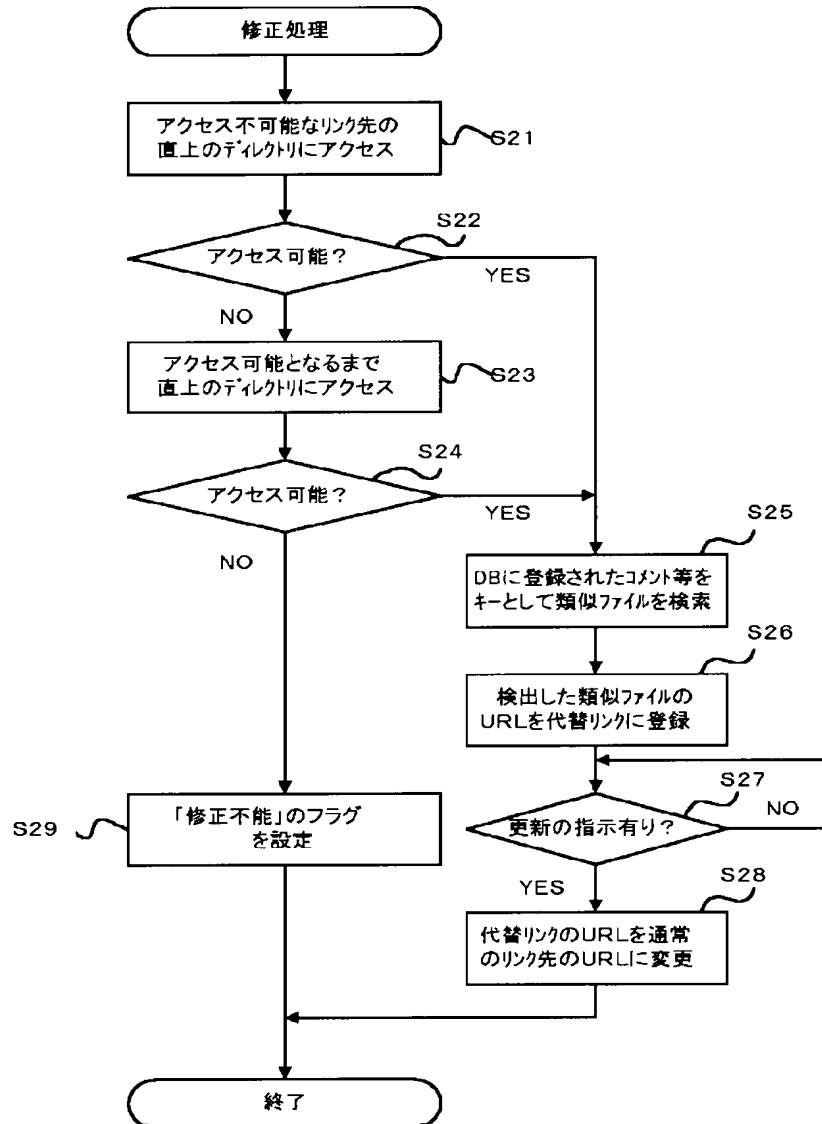 修正処理
アクセス不可能なリンク先の
直上のディレクトリにアクセス
S21
S22
アクセス可能？
YES
NO
アクセス可能となるまで
直上のディレクトリにアクセス
S23
S24
アクセス可能？
YES
NO
S25
DBに登録されたコメント等を
キーとして類似ファイルを検索
S26
検出した類似ファイルの
URLを代替リンクに登録
S27
更新の指示有り？
NO
YES
S29
「修正不能」のフラグ
を設定
S28
代替リンクのURLを通常
のリンク先のURLに変更
終了